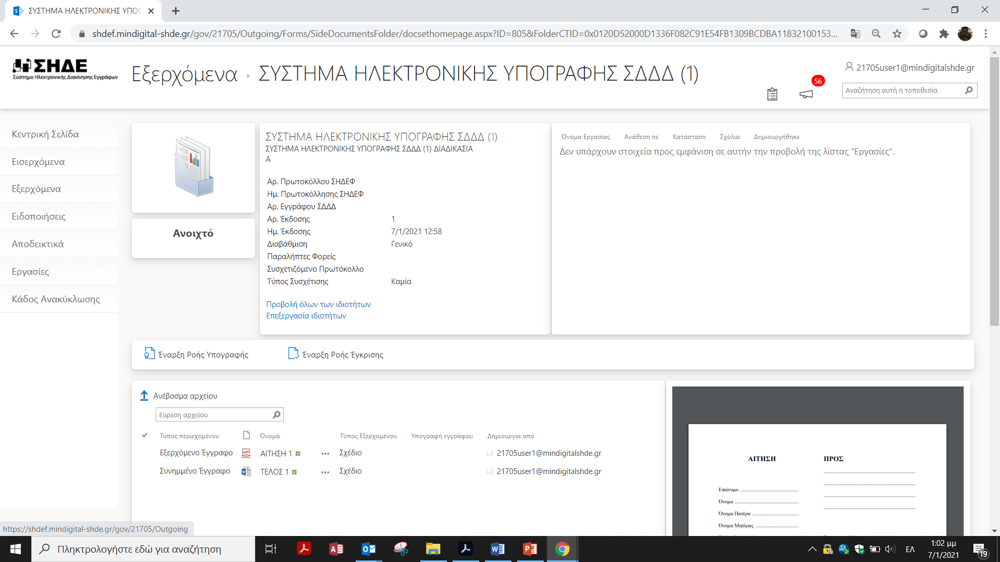 ΣΥΣΤΗΜΑ ΗΛΕΚΤΡΟΝΙΚΗΣ ΥΠΟΓ
shdef.mindigital-shde.gr/gov/21705/Outgoing/Forms/SideDocumentsFolder/docsethomepage.aspx?ID=805&FolderCTID=0x0120D52000D1336F082C91E54FB1309BCDBA11832100153...
ΣΗΔΕ
Σύστημα Ηλεκτρονικής Διακίνησης Εγγράφων
Εξερχόμενα ▸ ΣΥΣΤΗΜΑ ΗΛΕΚΤΡΟΝΙΚΗΣ ΥΠΟΓΡΑΦΗΣ ΣΔΔΔ (1)
56
21705user1@mindigitalshde.gr
Αναζήτηση αυτή η τοποθεσία
Κεντρική Σελίδα
Εισερχόμενα
Εξερχόμενα
Ειδοποιήσεις
Αποδεικτικά
Εργασίες
Κάδος Ανακύκλωσης
Ανοιχτό
ΣΥΣΤΗΜΑ ΗΛΕΚΤΡΟΝΙΚΗΣ ΥΠΟΓΡΑΦΗΣ ΣΔΔΔ (1)
ΣΥΣΤΗΜΑ ΗΛΕΚΤΡΟΝΙΚΗΣ ΥΠΟΓΡΑΦΗΣ ΣΔΔΔ (1) ΔΙΑΔΙΚΑΣΙΑ
Α
Αρ. Πρωτοκόλλου ΣΗΔΕΦ
Ημ. Πρωτοκόλλησης ΣΗΔΕΦ
Αρ. Εγγράφου ΣΔΔΔ
Αρ. Έκδοσης 1
Ημ. Έκδοσης 7/1/2021 12:58
Διαβάθμιση Γενικό
Παραλήπτες Φορείς
Συσχετιζόμενο Πρωτόκολλο
Τύπος Συσχέτισης Καμία
Προβολή όλων των ιδιοτήτων
Επεξεργασία ιδιοτήτων
Όνομα Εργασίας Ανάθεση σε Κατάσταση Σχόλια Δημιουργήθηκε
Δεν υπάρχουν στοιχεία προς εμφάνιση σε αυτήν την προβολή της λίστας "Εργασίες".
Έναρξη Ροής Υπογραφής Έναρξη Ροής Έγκρισης
Ανέβασμα αρχείου
Εύρεση αρχείου
Τύπος περιεχομένου Όνομα Τύπος Εξερχομένου Υπογραφή εγγράφου Δημιουργία από
Εξερχόμενο Έγγραφο ΑΙΤΗΣΗ 1 ... Σχέδιο 21705user1@mindigitalshde.gr
Συνημμένο Έγγραφο ΤΕΛΟΣ 1 ... Σχέδιο 21705user1@mindigitalshde.gr
ΑΙΤΗΣΗ ΠΡΟΣ
Επώνυμο
Όνομα
Όνομα Πατέρα
Όνομα Μητέρας
https://shdef.mindigital-shde.gr/gov/21705/Outgoing
Πληκτρολογήστε εδώ για αναζήτηση
ΕΛ
1:02 μμ
7/1/2021
19